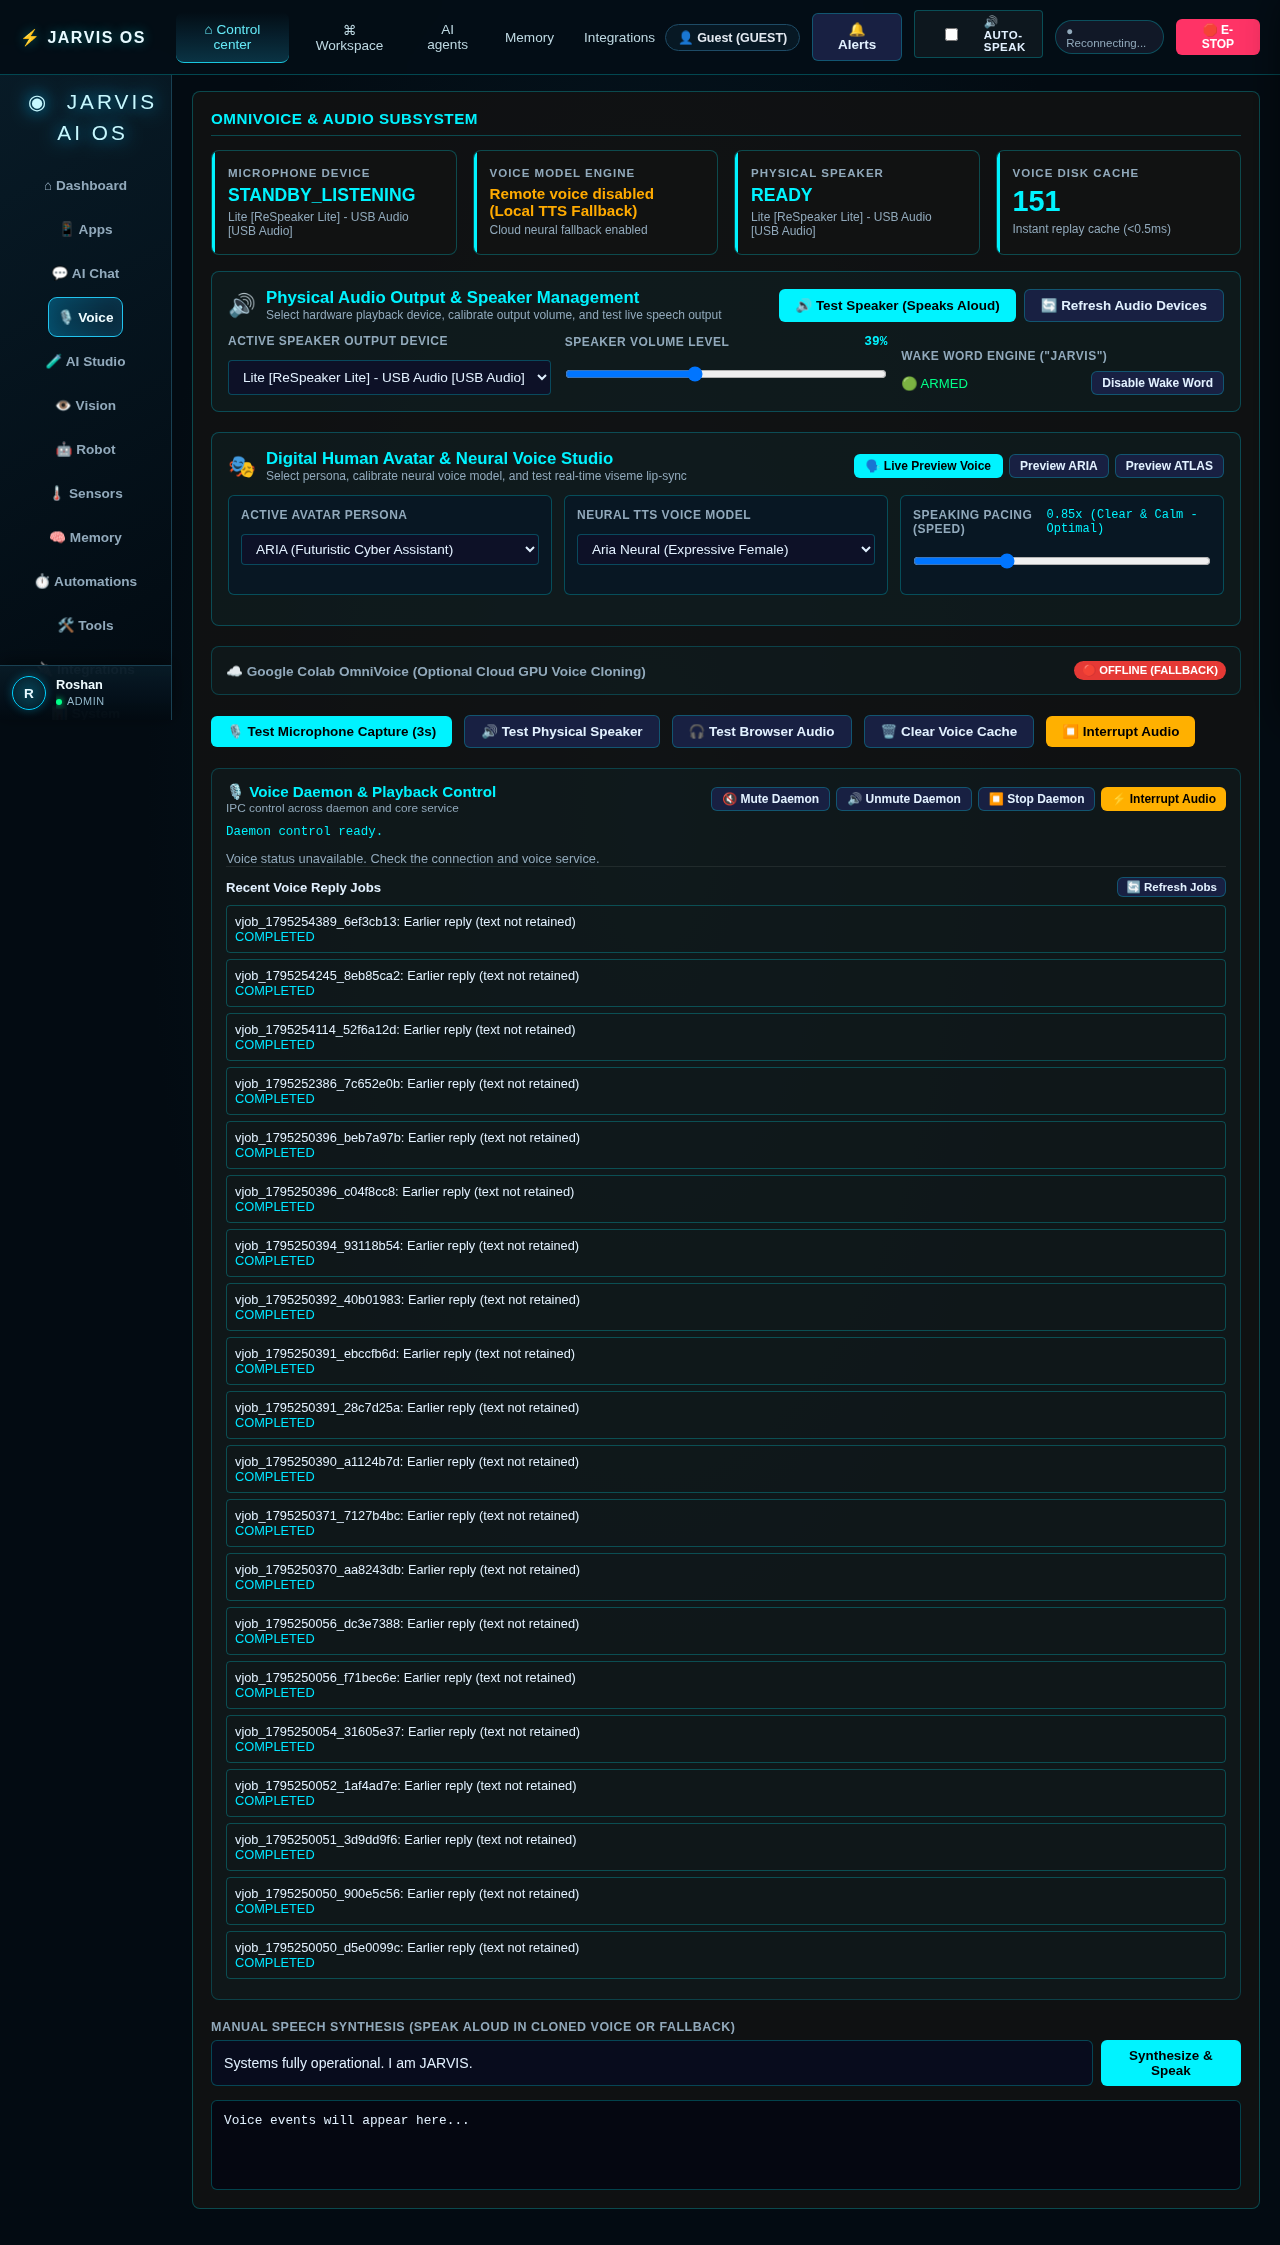 ⚡ JARVIS OS
⌂ Control center
⌘ Workspace
AI agents
Memory
Integrations
👤 Guest (GUEST)
🔔 Alerts
🔊 AUTO-SPEAK
● Reconnecting...
🛑 E-STOP
◉ JARVIS AI OS
⌂ Dashboard
📱 Apps
💬 AI Chat
🎙️ Voice
🧪 AI Studio
👁️ Vision
🤖 Robot
🌡️ Sensors
🧠 Memory
⏱️ Automations
🛠️ Tools
Integrations
R
Roshan
ADMIN
OMNIVOICE & AUDIO SUBSYSTEM
MICROPHONE DEVICE
STANDBY_LISTENING
Lite [ReSpeaker Lite] - USB Audio
[USB Audio]
VOICE MODEL ENGINE
Remote voice disabled
(Local TTS Fallback)
Cloud neural fallback enabled
PHYSICAL SPEAKER
READY
Lite [ReSpeaker Lite] - USB Audio
[USB Audio]
VOICE DISK CACHE
151
Instant replay cache (<0.5ms)
🔊 Physical Audio Output & Speaker Management
Select hardware playback device, calibrate output volume, and test live speech output
🔊 Test Speaker (Speaks Aloud)
🔄 Refresh Audio Devices
ACTIVE SPEAKER OUTPUT DEVICE
Lite [ReSpeaker Lite] - USB Audio [USB Audio]
SPEAKER VOLUME LEVEL 39%
WAKE WORD ENGINE ("JARVIS")
🟢 ARMED
Disable Wake Word
🎭 Digital Human Avatar & Neural Voice Studio
Select persona, calibrate neural voice model, and test real-time viseme lip-sync
🗣️ Live Preview Voice
Preview ARIA
Preview ATLAS
ACTIVE AVATAR PERSONA
ARIA (Futuristic Cyber Assistant)
NEURAL TTS VOICE MODEL
Aria Neural (Expressive Female)
SPEAKING PACING
(SPEED)
0.85x (Clear & Calm -
Optimal)
☁️ Google Colab OmniVoice (Optional Cloud GPU Voice Cloning)
🔴 OFFLINE (FALLBACK)
🎙️ Test Microphone Capture (3s)
🔊 Test Physical Speaker
🎧 Test Browser Audio
🗑️ Clear Voice Cache
⏹️ Interrupt Audio
🎙️ Voice Daemon & Playback Control
IPC control across daemon and core service
🔇 Mute Daemon
🔊 Unmute Daemon
⏹️ Stop Daemon
⚡ Interrupt Audio
Daemon control ready.
Voice status unavailable. Check the connection and voice service.
Recent Voice Reply Jobs
🔄 Refresh Jobs
vjob_1795254389_6ef3cb13: Earlier reply (text not retained)
COMPLETED
vjob_1795254245_8eb85ca2: Earlier reply (text not retained)
COMPLETED
vjob_1795254114_52f6a12d: Earlier reply (text not retained)
COMPLETED
vjob_1795252386_7c652e0b: Earlier reply (text not retained)
COMPLETED
vjob_1795250396_beb7a97b: Earlier reply (text not retained)
COMPLETED
vjob_1795250396_c04f8cc8: Earlier reply (text not retained)
COMPLETED
vjob_1795250394_93118b54: Earlier reply (text not retained)
COMPLETED
vjob_1795250392_40b01983: Earlier reply (text not retained)
COMPLETED
vjob_1795250391_ebccfb6d: Earlier reply (text not retained)
COMPLETED
vjob_1795250391_28c7d25a: Earlier reply (text not retained)
COMPLETED
vjob_1795250390_a1124b7d: Earlier reply (text not retained)
COMPLETED
vjob_1795250371_7127b4bc: Earlier reply (text not retained)
COMPLETED
vjob_1795250370_aa8243db: Earlier reply (text not retained)
COMPLETED
vjob_1795250056_dc3e7388: Earlier reply (text not retained)
COMPLETED
vjob_1795250056_f71bec6e: Earlier reply (text not retained)
COMPLETED
vjob_1795250054_31605e37: Earlier reply (text not retained)
COMPLETED
vjob_1795250052_1af4ad7e: Earlier reply (text not retained)
COMPLETED
vjob_1795250051_3d9dd9f6: Earlier reply (text not retained)
COMPLETED
vjob_1795250050_900e5c56: Earlier reply (text not retained)
COMPLETED
vjob_1795250050_d5e0099c: Earlier reply (text not retained)
COMPLETED
MANUAL SPEECH SYNTHESIS (SPEAK ALOUD IN CLONED VOICE OR FALLBACK)
Systems fully operational. I am JARVIS.
Synthesize &
Speak
Voice events will appear here...